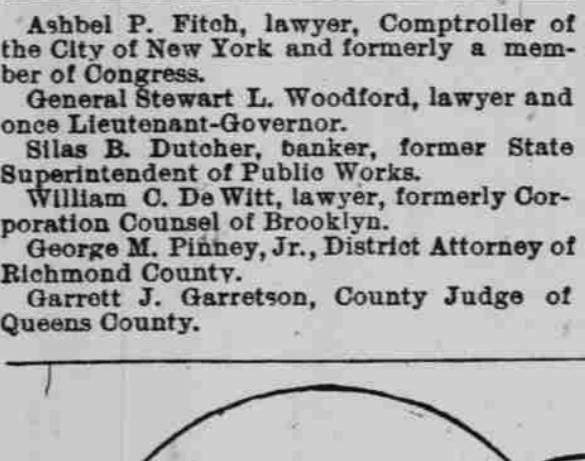 Ashbel P. Fitch, lawyer, Comptroller of
the City of New York and formerly a mem-
ber of Congress.
General Stewart L. Woodford, lawyer and
once Lieutenant-Governor.
Silas B. Dutcher, banker, former State
Superintendent of Public Works.
William C. De Witt, lawyer, formerly Cor-
poration Counsel of Brooklyn.
George M. Pinney, Jr., District Attorney of
Richmond County.
Garrett J. Garretson, County Judge of
Queens County.